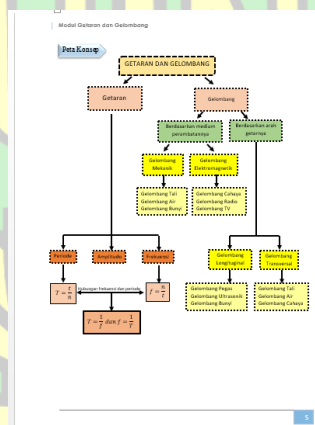 Modul Getaran dan Gelombang
Peta Konsep
GETARAN DAN GELOMBANG
Getaran
Gelombang
Berdasarkan medium
perambatannya
Berdasarkan arah
getarnya
Gelombang
Mekanik
Gelombang
Elektromagnetik
Gelombang Tali
Gelombang Air
Gelombang Bunyi
Gelombang Cahaya
Gelombang Radio
Gelombang TV
Periode
Amplitudo
Frekuensi
Gelombang
Longitudinal
Gelombang
Transversal
T = t/n
Hubungan frekuensi dan periode
f = n/t
T = 1/f dan f = 1/T
Gelombang Pegas
Gelombang Ultrasonik
Gelombang Bunyi
Gelombang Tali
Gelombang Air
Gelombang Cahaya
5